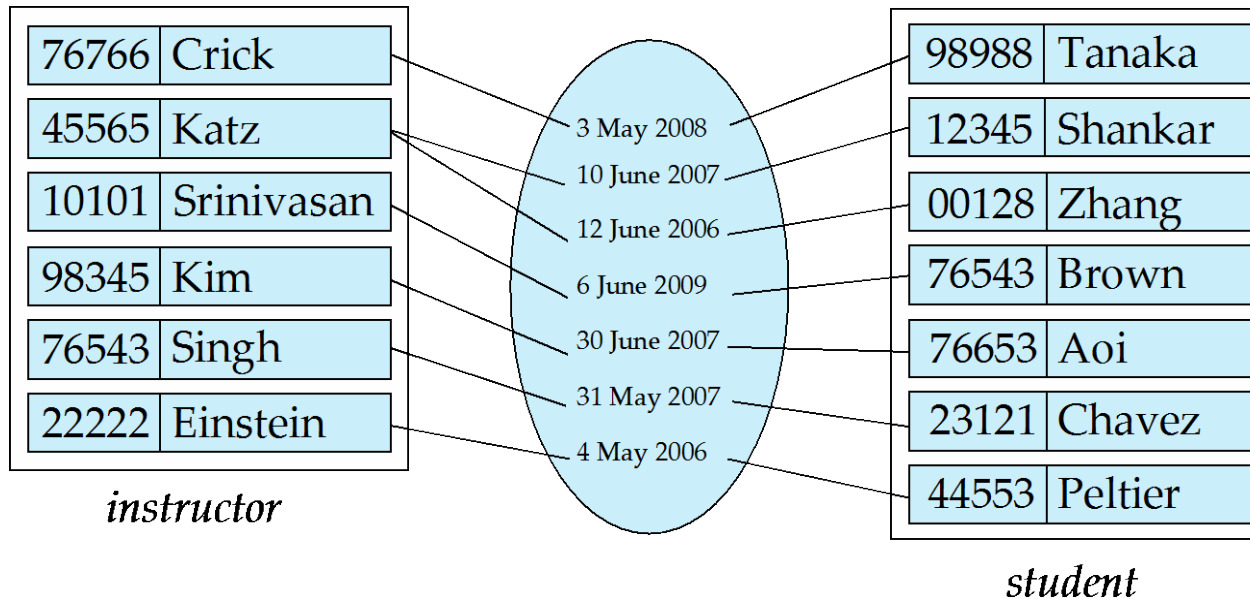 76766 Crick
45565 Katz
10101 Srinivasan
98345 Kim
76543 Singh
22222 Einstein
instructor
3 May 2008
10 June 2007
12 June 2006
6 June 2009
30 June 2007
31 May 2007
4 May 2006
98988 Tanaka
12345 Shankar
00128 Zhang
76543 Brown
76653 Aoi
23121 Chavez
44553 Peltier
student